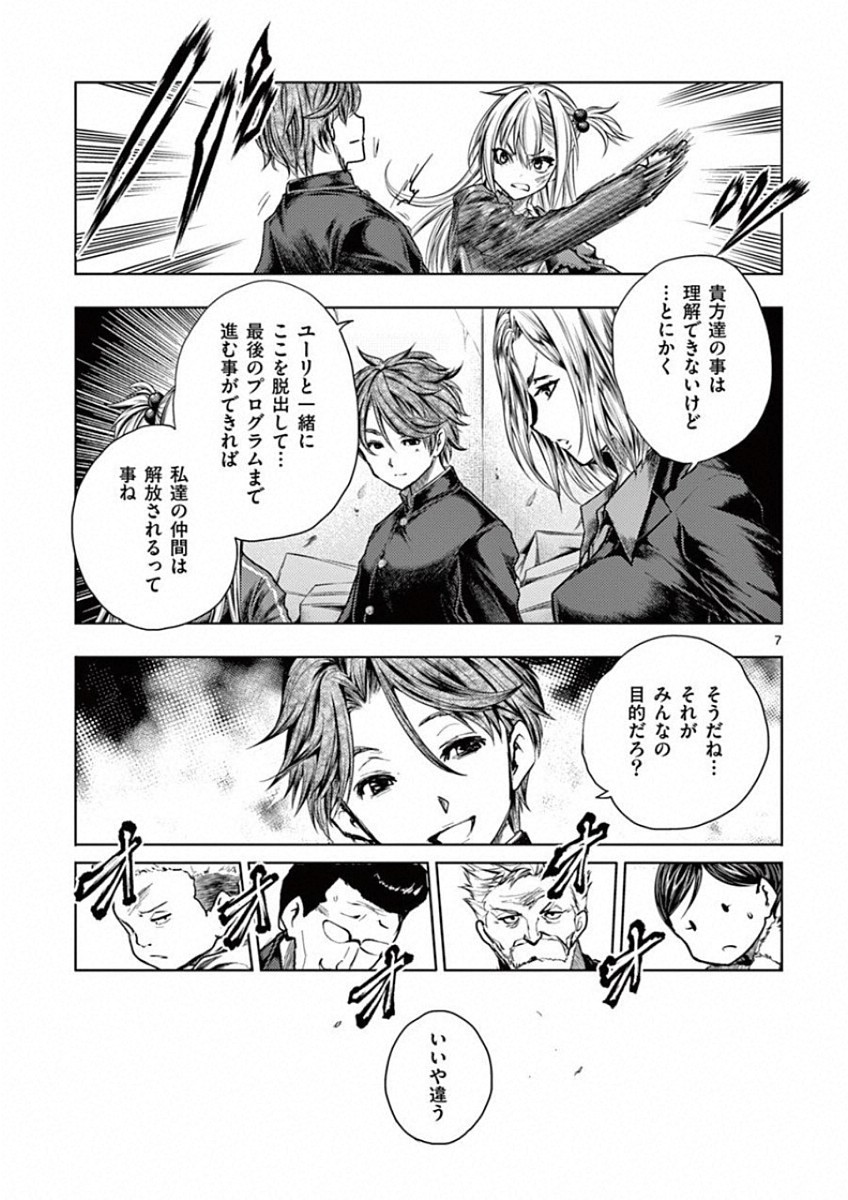 バッ
バッ
貴方達の事は
理解できないけど
…とにかく
ユーリと一緒に
ここを脱出して…
最後のプログラムまで
進む事ができれば
私達の仲間は
解放されるって
事ね
7
そうだね…
それが
みんなの
目的だろ?
オ
オ
オ
オ
オ
いいや違う